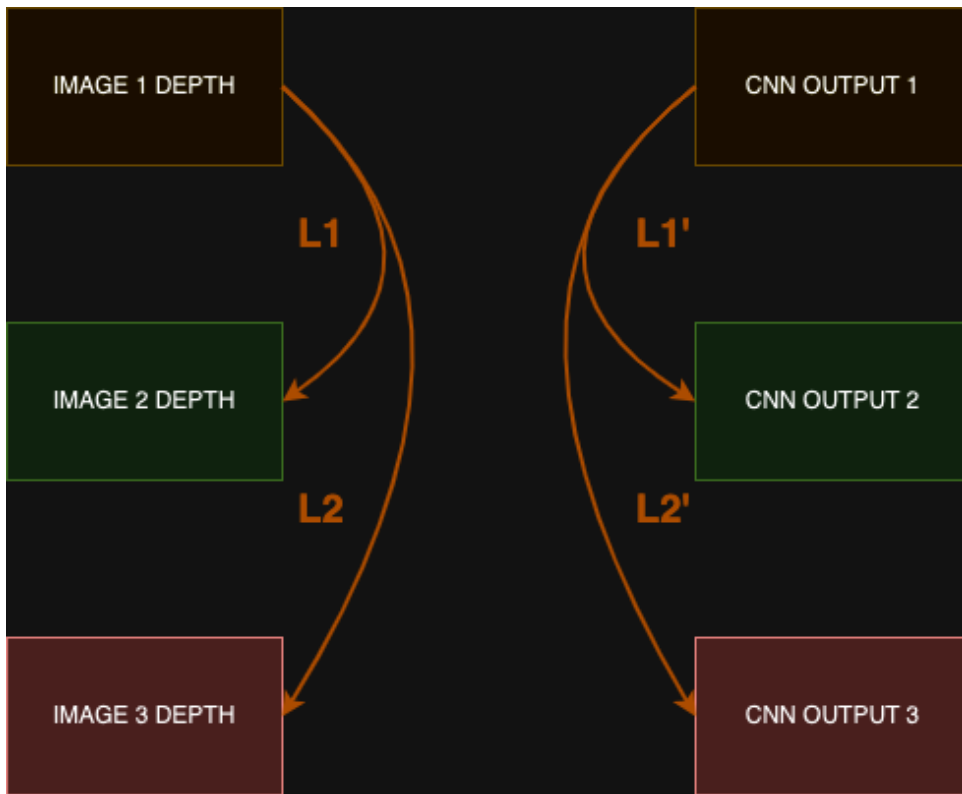 IMAGE 1 DEPTH
CNN OUTPUT 1
L1
L1'
IMAGE 2 DEPTH
CNN OUTPUT 2
L2
L2'
IMAGE 3 DEPTH
CNN OUTPUT 3